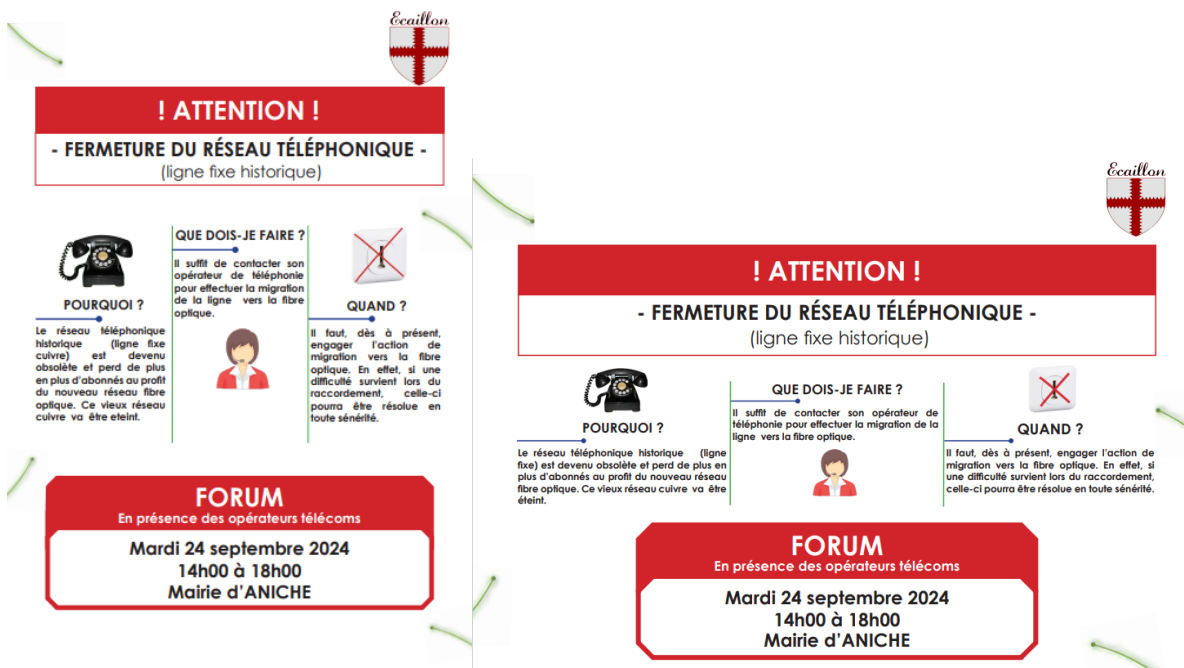 Ecaillon
! ATTENTION !
- FERMETURE DU RÉSEAU TÉLÉPHONIQUE -
(ligne fixe historique)
POURQUOI ?
Le réseau téléphonique
historique (ligne fixe
cuivre) est devenu
obsolète et perd de plus
en plus d'abonnés au profit
du nouveau réseau fibre
optique. Ce vieux réseau
cuivre va être eteint.
QUE DOIS-JE FAIRE ?
Il suffit de contacter son
opérateur de téléphonie
pour effectuer la migration
de la ligne vers la fibre
optique.
QUAND ?
Il faut, dès à présent,
engager l'action de
migration vers la fibre
optique. En effet, si une
difficulté survient lors du
raccordement, celle-ci
pourra être résolue en
toute sénérité.
FORUM
En présence des opérateurs télécoms
Mardi 24 septembre 2024
14h00 à 18h00
Mairie d'ANICHE
Ecaillon
! ATTENTION !
- FERMETURE DU RÉSEAU TÉLÉPHONIQUE -
(ligne fixe historique)
POURQUOI ?
Le réseau téléphonique historique (ligne
fixe) est devenu obsolète et perd de plus en
plus d'abonnés au profit du nouveau réseau
fibre optique. Ce vieux réseau cuivre va être
éteint.
QUE DOIS-JE FAIRE ?
Il suffit de contacter son opérateur de
téléphonie pour effectuer la migration de la
ligne vers la fibre optique.
QUAND ?
Il faut, dès à présent, engager l'action de
migration vers la fibre optique. En effet, si
une difficulté survient lors du raccordement,
celle-ci pourra être résolue en toute sénérité.
FORUM
En présence des opérateurs télécoms
Mardi 24 septembre 2024
14h00 à 18h00
Mairie d'ANICHE